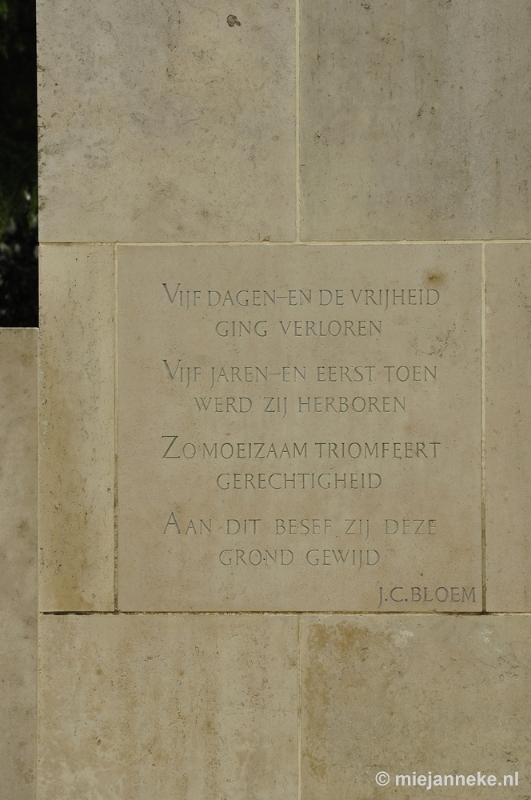 VIJF DAGEN–EN DE VRIJHEID
GING VERLOREN
VIJF JAREN–EN EERST TOEN
WERD ZIJ HERBOREN
ZO MOEIZAAM TRIOMFEERT
GERECHTIGHEID
AAN DIT BESEF ZIJ DEZE
GROND GEWIJD
J.C.BLOEM
© miejanneke.nl